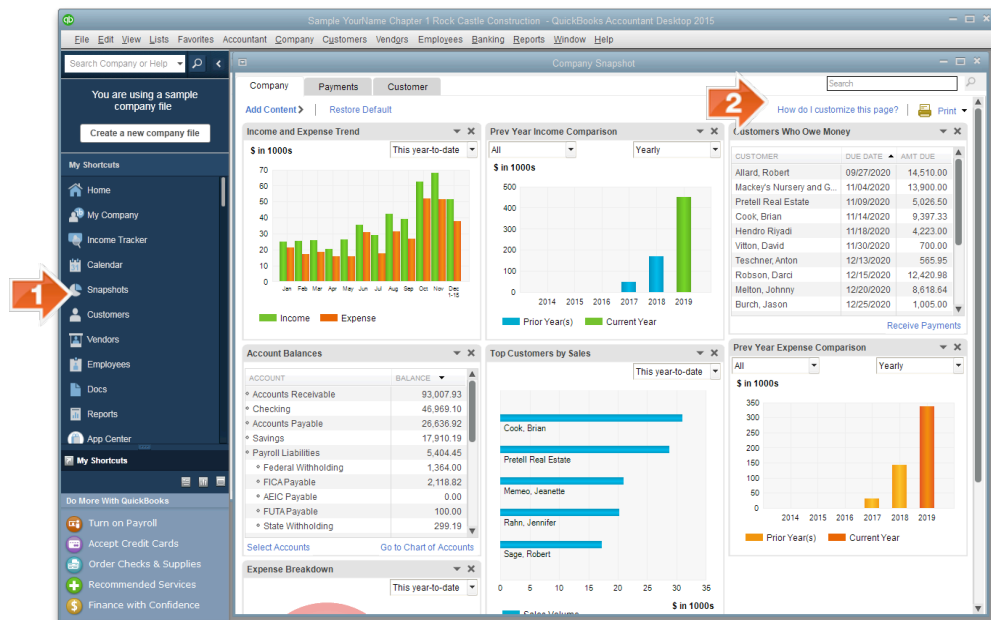 Sample YourName Chapter 1 Rock Castle Construction - QuickBooks Accountant Desktop 2015
File Edit View Lists Favorites Accountant Company Customers Vendors Employees Banking Reports Window Help
Search Company or Help
You are using a sample
company file
Create a new company file
My Shortcuts
Home
My Company
Income Tracker
Calendar
1
Snapshots
Customers
Vendors
Employees
Docs
Reports
App Center
My Shortcuts
Do More With QuickBooks
Turn on Payroll
Accept Credit Cards
Order Checks & Supplies
Recommended Services
Finance with Confidence
Company Snapshot
Company Payments Customer
Search
Add Content Restore Default
2
How do I customize this page? Print
Income and Expense Trend
$ in 1000s This year-to-date
70
60
50
40
30
20
10
0
Jan Feb Mar Apr May Jun Jul Aug Sep Oct Nov Dec
1-15
Income Expense
Prev Year Income Comparison
All Yearly
$ in 1000s
500
400
300
200
100
0
2014 2015 2016 2017 2018 2019
Prior Year(s) Current Year
Customers Who Owe Money
CUSTOMER DUE DATE AMT DUE
Allard, Robert 09/27/2020 14,510.00
Mackey's Nursery and G... 11/04/2020 13,900.00
Pretell Real Estate 11/09/2020 5,026.50
Cook, Brian 11/14/2020 9,397.33
Hendro Riyadi 11/18/2020 4,223.00
Vitton, David 11/30/2020 700.00
Teschner, Anton 12/13/2020 565.95
Robson, Darci 12/15/2020 12,420.98
Melton, Johnny 12/20/2020 8,618.64
Burch, Jason 12/25/2020 1,005.00
Receive Payments
Account Balances
ACCOUNT BALANCE
Accounts Receivable 93,007.93
Checking 46,969.10
Accounts Payable 26,636.92
Savings 17,910.19
Payroll Liabilities 5,404.45
Federal Withholding 1,364.00
FICA Payable 2,118.82
AEIC Payable 0.00
FUTA Payable 100.00
State Withholding 299.19
Select Accounts Go to Chart of Accounts
Top Customers by Sales
This year-to-date
Cook, Brian
Pretell Real Estate
Memeo, Jeanette
Rahn, Jennifer
Sage, Robert
0 5 10 15 20 25 30 35
$ in 1000s
Sales Volume
Prev Year Expense Comparison
All Yearly
$ in 1000s
350
300
250
200
150
100
50
0
2014 2015 2016 2017 2018 2019
Prior Year(s) Current Year
Expense Breakdown
This year-to-date